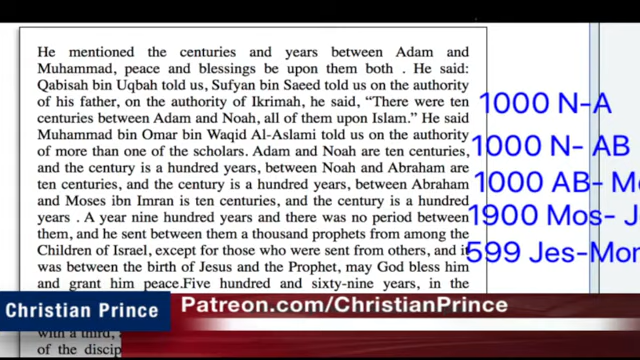 He mentioned the centuries and years between Adam and
Muhammad, peace and blessings be upon them both . He said:
Qabisah bin Uqbah told us, Sufyan bin Saeed told us on the authority
of his father, on the authority of Ikrimah, he said, “There were ten
centuries between Adam and Noah, all of them upon Islam.” He said
Muhammad bin Omar bin Waqid Al-Aslami told us on the authority
of more than one of the scholars. Adam and Noah are ten centuries,
and the century is a hundred years, between Noah and Abraham are
ten centuries, and the century is a hundred years, between Abraham
and Moses ibn Imran is ten centuries, and the century is a hundred
years . A year nine hundred years and there was no period between
them, and he sent between them a thousand prophets from among the
Children of Israel, except for those who were sent from others, and it
was between the birth of Jesus and the Prophet, may God bless him
and grant him peace.Five hundred and sixty-nine years, in the
with a third,
of the discip
1000 N-A
1000 N- AB
1000 AB- Mo
1900 Mos- J
599 Jes-Mon
Christian Prince
Patreon.com/ChristianPrince